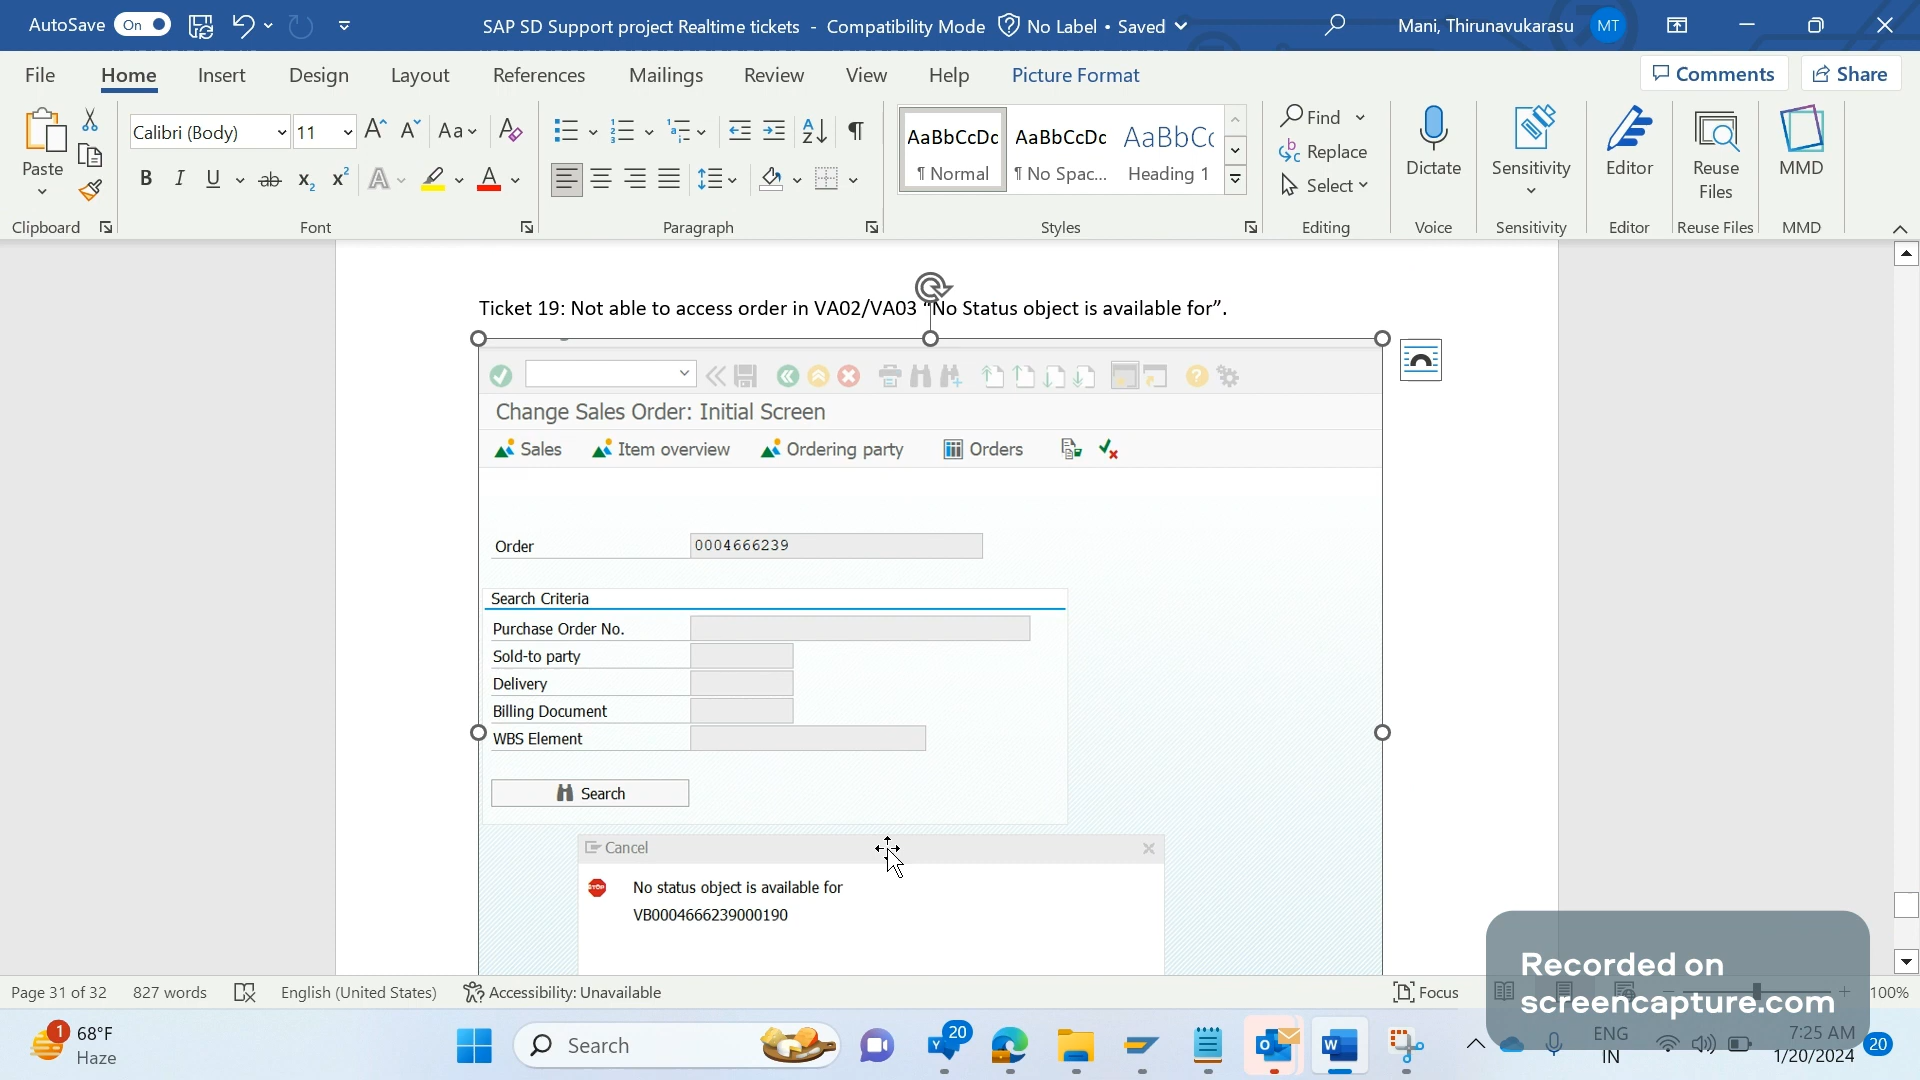 AutoSave On SAP SD Support project Realtime tickets - Compatibility Mode No Label • Saved Mani, Thirunavukarasu MT
File Home Insert Design Layout References Mailings Review View Help Picture Format Comments Share
Calibri (Body) 11 Aa AaBbCcDc AaBbCcDc AaBbCc Find
Replace
Select
Paste ¶ Normal ¶ No Spac... Heading 1 Dictate Sensitivity Editor Reuse Files MMD
Clipboard Font Paragraph Styles Editing Voice Sensitivity Editor Reuse Files MMD
Ticket 19: Not able to access order in VA02/VA03 “No Status object is available for”.
Change Sales Order: Initial Screen
Sales Item overview Ordering party Orders
Order 0004666239
Search Criteria
Purchase Order No.
Sold-to party
Delivery
Billing Document
WBS Element
Search
Cancel
STOP No status object is available for
VB0004666239000190
Recorded on
screencapture.com
Page 31 of 32 827 words English (United States) Accessibility: Unavailable Focus 100%
1 68°F
Haze
Search
20
ENG
IN
7:25 AM
1/20/2024
20